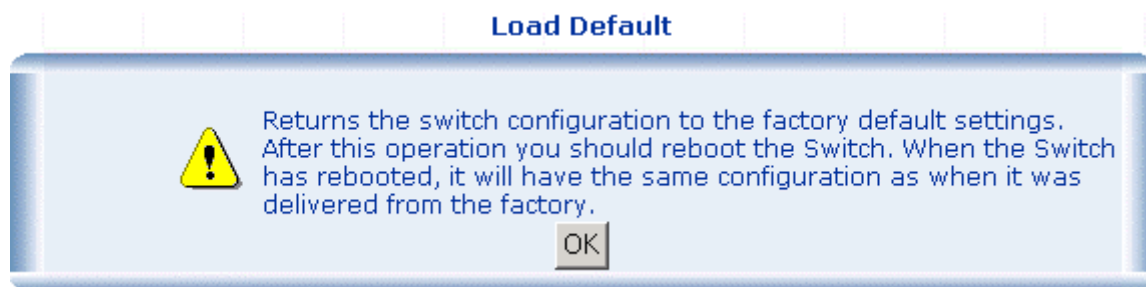 Load Default
Returns the switch configuration to the factory default settings.
After this operation you should reboot the Switch. When the Switch
has rebooted, it will have the same configuration as when it was
delivered from the factory.
OK